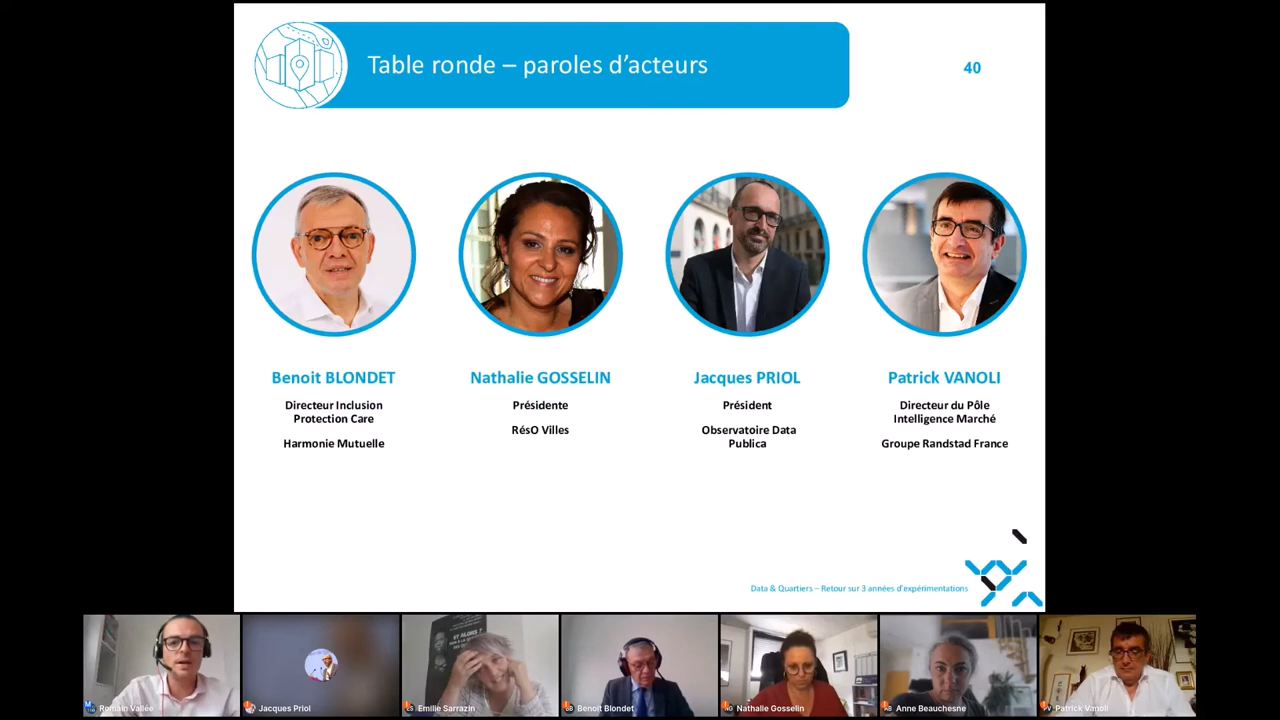 Table ronde – paroles d'acteurs
40
Benoit BLONDET
Directeur Inclusion
Protection Care
Harmonie Mutuelle
Nathalie GOSSELIN
Présidente
RésO Villes
Jacques PRIOL
Président
Observatoire Data
Publica
Patrick VANOLI
Directeur du Pôle
Intelligence Marché
Groupe Randstad France
Data & Quartiers – Retour sur 3 années d'expérimentations
ET ALORS ?
Romain Vallée
Jacques Priol
Emilie Sarrazin
Benoit Blondet
Nathalie Gosselin
Anne Beauchesne
Patrick Vanoli